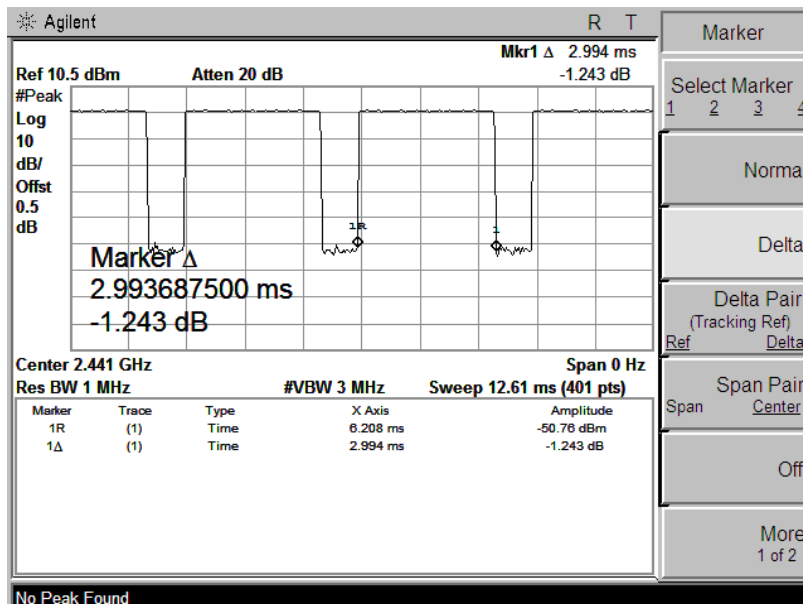 Agilent R T
Mkr1 Δ 2.994 ms
Ref 10.5 dBm Atten 20 dB -1.243 dB
#Peak
Log
10
dB/
Offst
0.5
dB
1R
1
Marker Δ
2.993687500 ms
-1.243 dB
Center 2.441 GHz Span 0 Hz
Res BW 1 MHz #VBW 3 MHz Sweep 12.61 ms (401 pts)
Marker Trace Type X Axis Amplitude
1R (1) Time 6.208 ms -50.76 dBm
1Δ (1) Time 2.994 ms -1.243 dB
No Peak Found
Marker
Select Marker
1 2 3 4
Norma
Delta
Delta Pair
(Tracking Ref)
Ref Delta
Span Pair
Span Center
Off
More
1 of 2